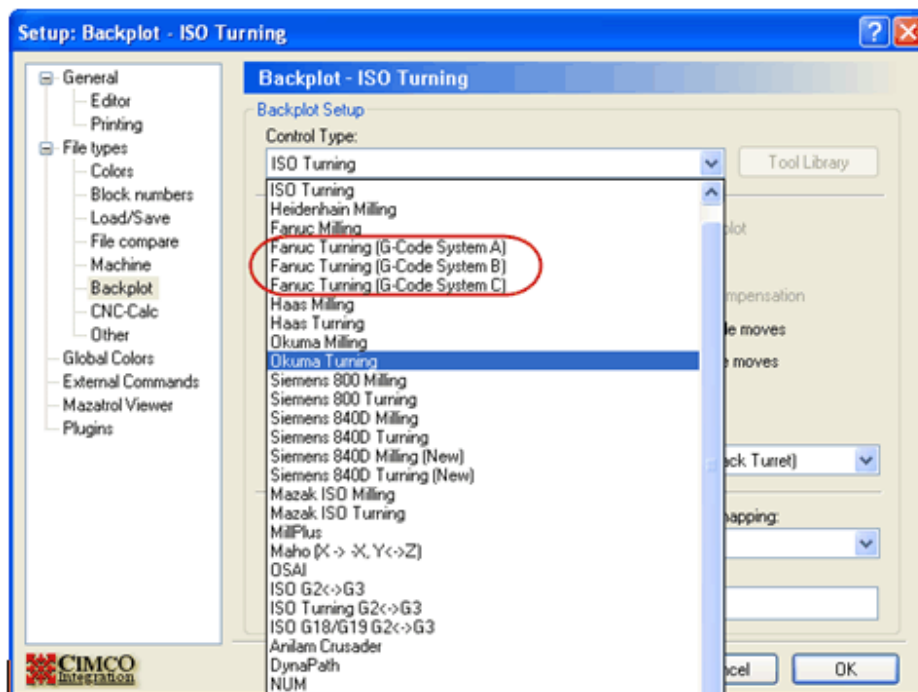 Setup: Backplot - ISO Turning
General
Editor
Printing
File types
Colors
Block numbers
Load/Save
File compare
Machine
Backplot
CNC-Calc
Other
Global Colors
External Commands
Mazatrol Viewer
Plugins
CIMCO
Integration
Backplot - ISO Turning
Backplot Setup
Control Type:
ISO Turning
Tool Library
ISO Turning
Heidenhain Milling
Fanuc Milling
Fanuc Turning (G-Code System A)
Fanuc Turning (G-Code System B)
Fanuc Turning (G-Code System C)
Haas Milling
Haas Turning
Okuma Milling
Okuma Turning
Siemens 800 Milling
Siemens 800 Turning
Siemens 840D Milling
Siemens 840D Turning
Siemens 840D Milling (New)
Siemens 840D Turning (New)
Mazak ISO Milling
Mazak ISO Turning
MillPlus
Maho (X -> -X, Y<->Z)
OSAI
ISO G2<->G3
ISO Turning G2<->G3
ISO G18/G19 G2<->G3
Anilam Crusader
DynaPath
NUM
moves
moves
Turret)
OK